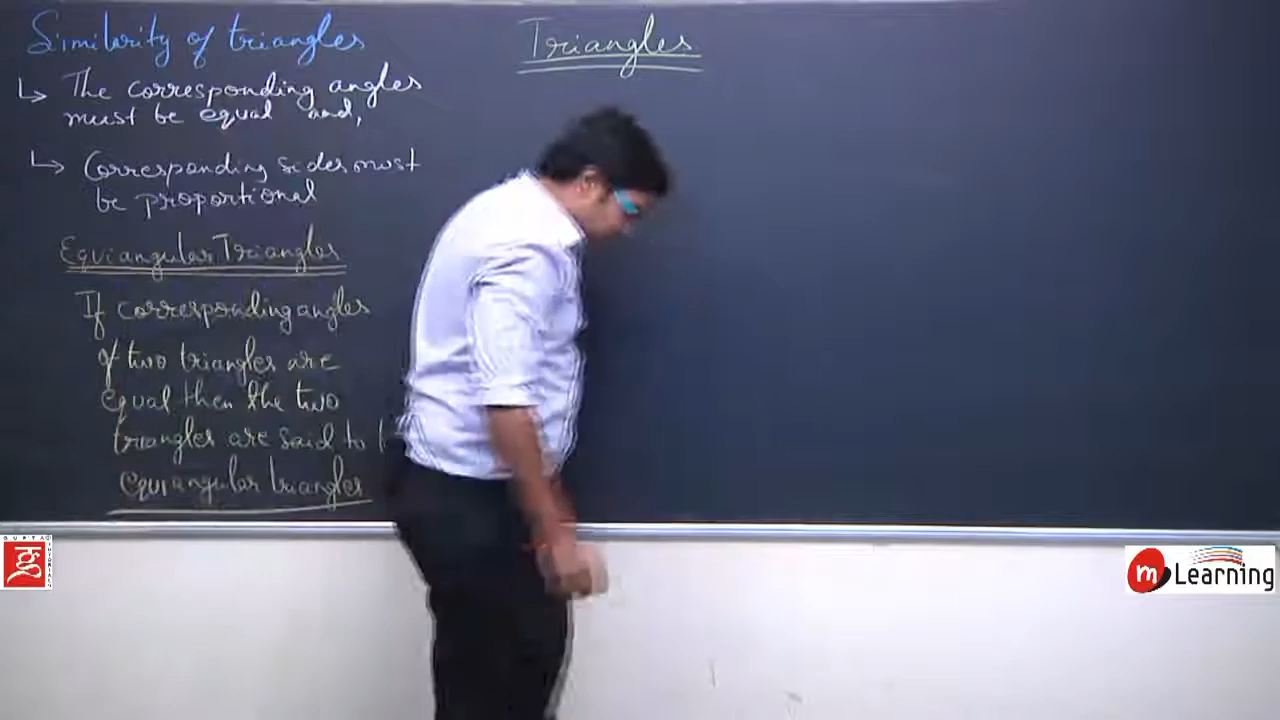 Similarity of triangles
↳ The corresponding angles
must be equal and,
↳ Corresponding sides must
be proportional
Equiangular Triangles
If corresponding angles
of two triangles are
equal then the two
triangles are said to
equiangular triangles
Triangles
GUPTA
m Learning